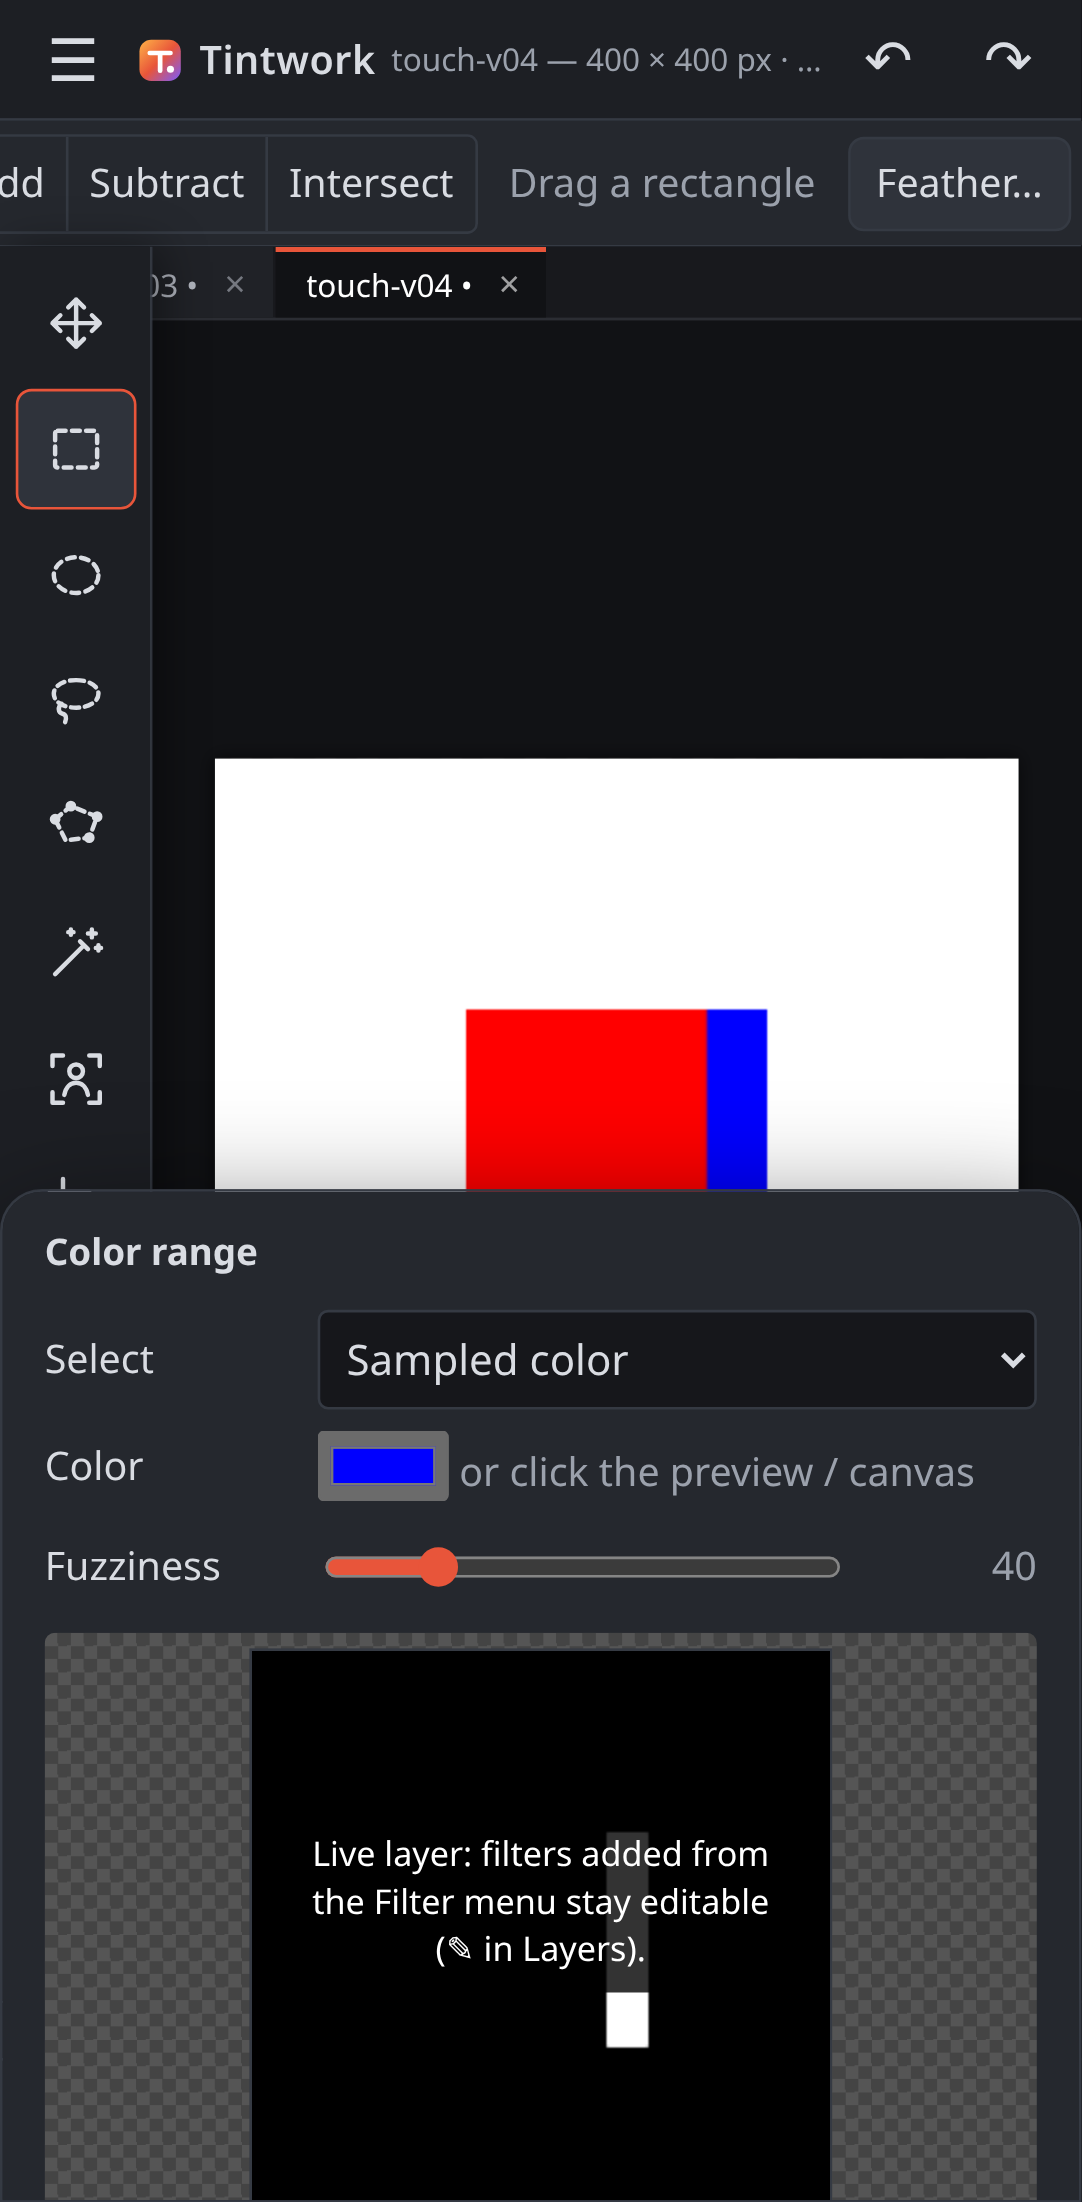 Tintwork touch-v04 — 400 × 400 px · ...
dd Subtract Intersect Drag a rectangle Feather...
03 • × touch-v04 • ×
Color range
Select Sampled color
Color or click the preview / canvas
Fuzziness 40
Live layer: filters added from
the Filter menu stay editable
(✎ in Layers).